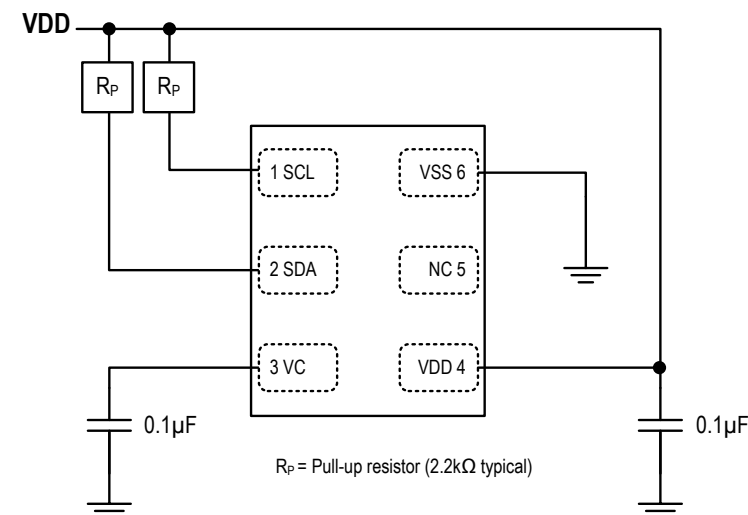 VDD
RP RP
1 SCL VSS 6
2 SDA NC 5
3 VC VDD 4
0.1µF 0.1µF
RP = Pull-up resistor (2.2kΩ typical)